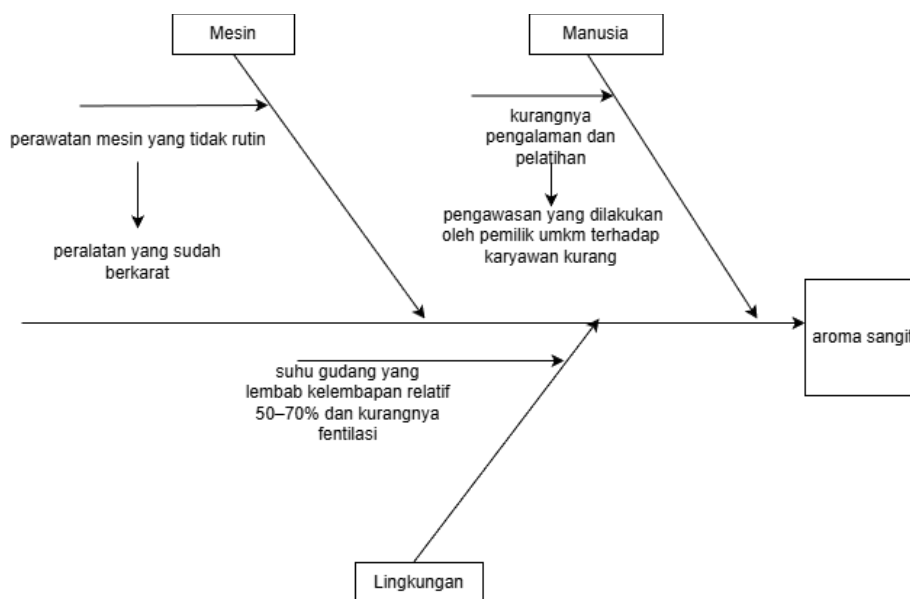 Mesin
Manusia
perawatan mesin yang tidak rutin
peralatan yang sudah
berkarat
kurangnya
pengalaman dan
pelatihan
pengawasan yang dilakukan
oleh pemilik umkm terhadap
karyawan kurang
aroma sangit
suhu gudang yang
lembab kelembapan relatif
50–70% dan kurangnya
fentilasi
Lingkungan